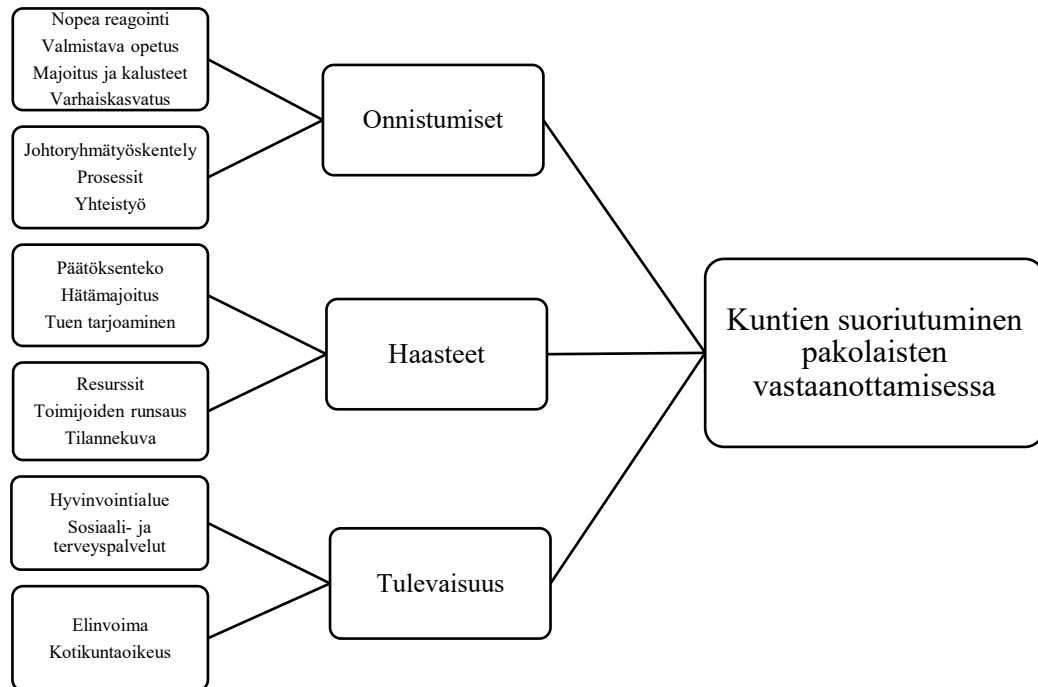 Nopea reagointi
Valmistava opetus
Majoitus ja kalusteet
Varhaiskasvatus
Johtoryhmätyöskentely
Prosessit
Yhteistyö
Onnistumiset
Päätöksenteko
Hätämajoitus
Tuen tarjoaminen
Resurssit
Toimijoiden runsaus
Tilannekuva
Haasteet
Hyvinvointialue
Sosiaali- ja
terveyspalvelut
Elinvoima
Kotikuntaoikeus
Tulevaisuus
Kuntien suoriutuminen
pakolaisten
vastaanottamisessa